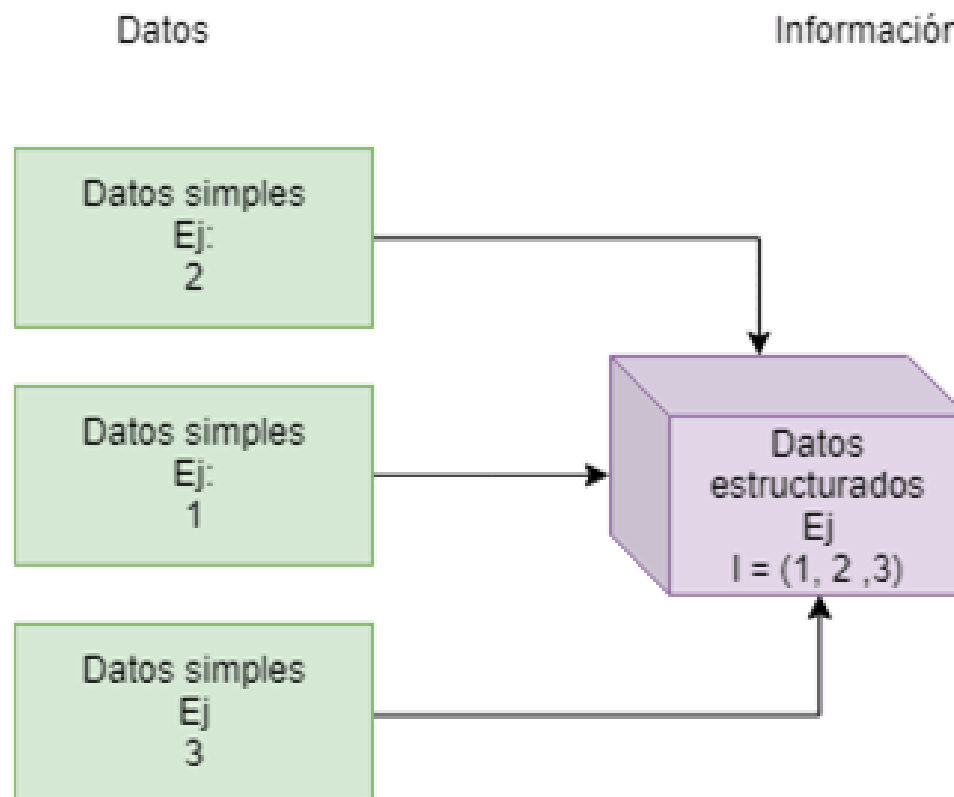 Datos
Información
Datos simples
Ej:
2
Datos simples
Ej:
1
Datos simples
Ej
3
Datos
estructurados
Ej
I = (1, 2 ,3)